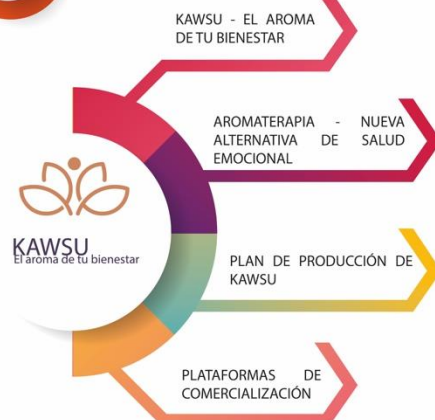 KAWSU - EL AROMA
DE TU BIENESTAR
AROMATERAPIA - NUEVA
ALTERNATIVA DE SALUD
EMOCIONAL
KAWSU
El aroma de tu bienestar
PLAN DE PRODUCCIÓN DE
KAWSU
PLATAFORMAS DE
COMERCIALIZACIÓN